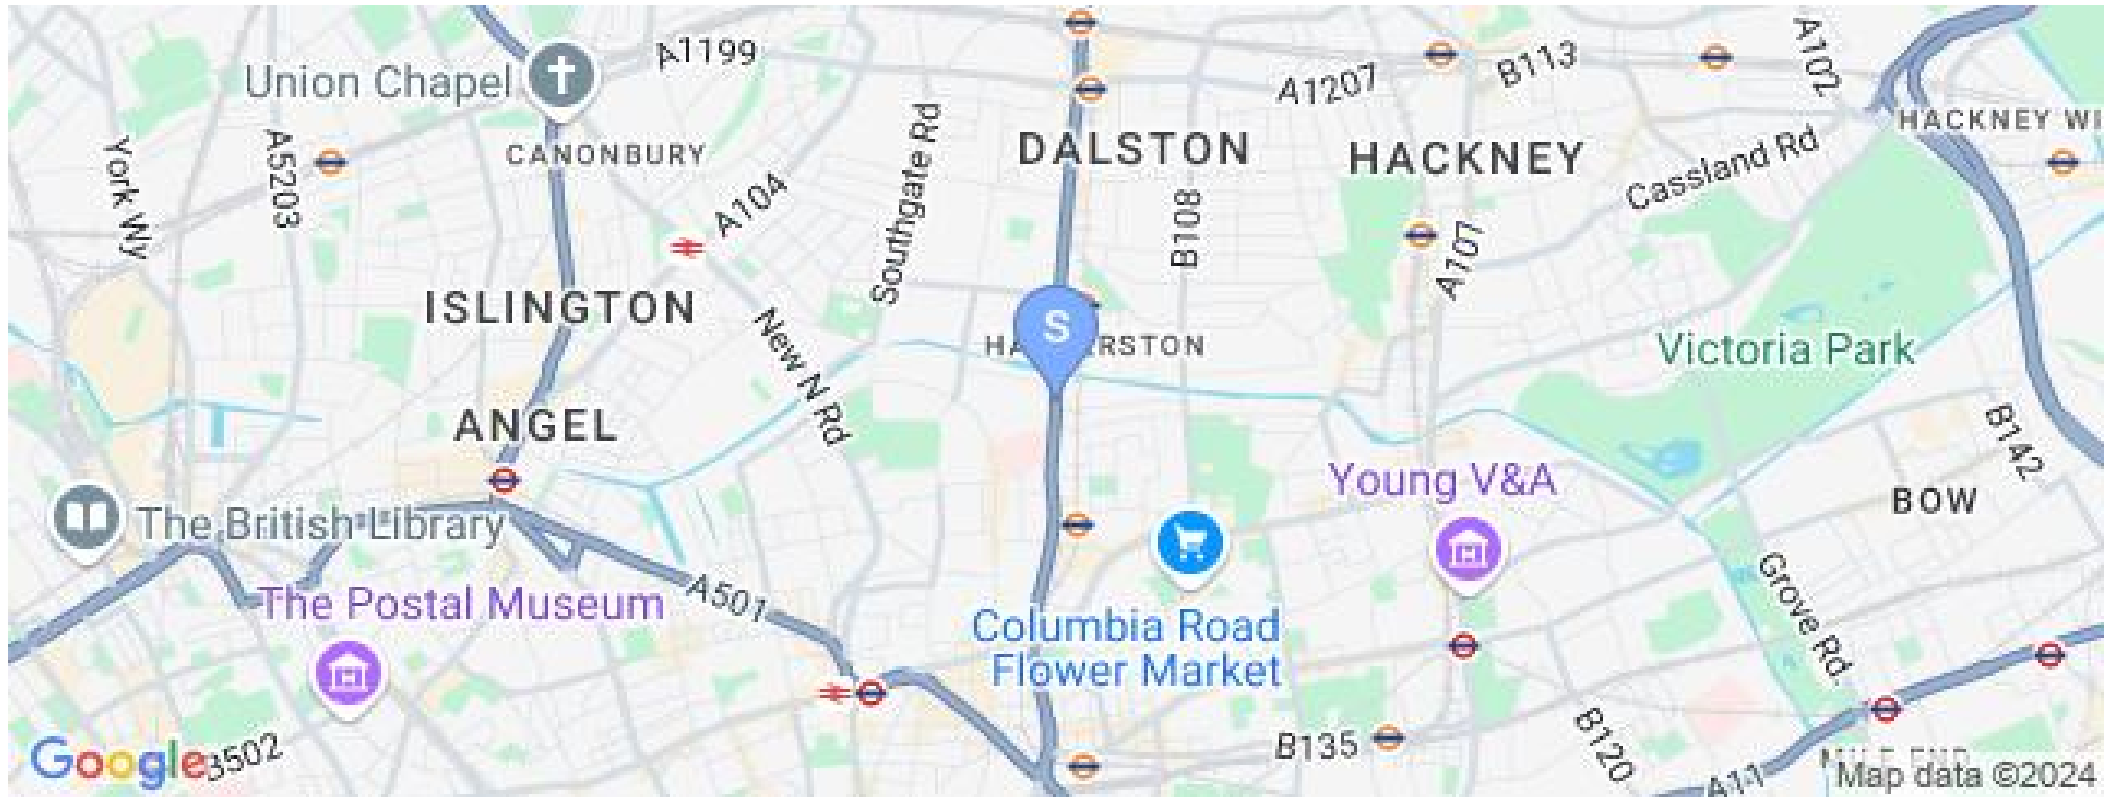 A1199
Union Chapel
A1207
B113
A102
HACKNEY WI
York Wy
A5203
CANONBURY
A104
Southgate Rd
DALSTON
B108
HACKNEY
A107
Cassland Rd
ISLINGTON
New N Rd
S
Victoria Park
ANGEL
Young V&A
B142
BOW
The British Library
The Postal Museum
A501
Columbia Road
Flower Market
Grove Rd
B135
B120
A11
Google
Map data ©2024